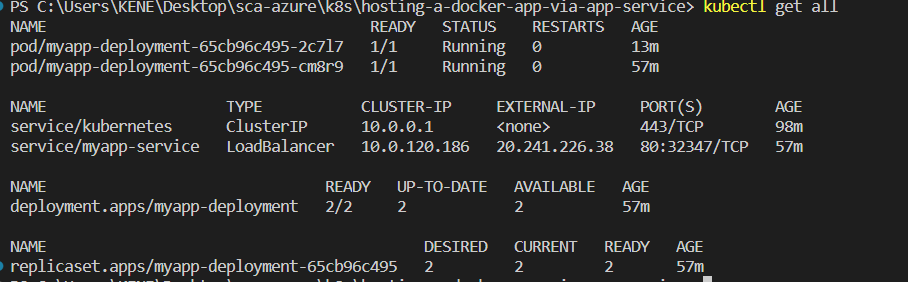 PS C:\Users\KENE\Desktop\sca-azure\k8s\hosting-a-docker-app-via-app-service> kubectl get all
NAME READY STATUS RESTARTS AGE
pod/myapp-deployment-65cb96c495-2c7l7 1/1 Running 0 13m
pod/myapp-deployment-65cb96c495-cm8r9 1/1 Running 0 57m
NAME TYPE CLUSTER-IP EXTERNAL-IP PORT(S) AGE
service/kubernetes ClusterIP 10.0.0.1 <none> 443/TCP 98m
service/myapp-service LoadBalancer 10.0.120.186 20.241.226.38 80:32347/TCP 57m
NAME READY UP-TO-DATE AVAILABLE AGE
deployment.apps/myapp-deployment 2/2 2 2 57m
NAME DESIRED CURRENT READY AGE
replicaset.apps/myapp-deployment-65cb96c495 2 2 2 57m